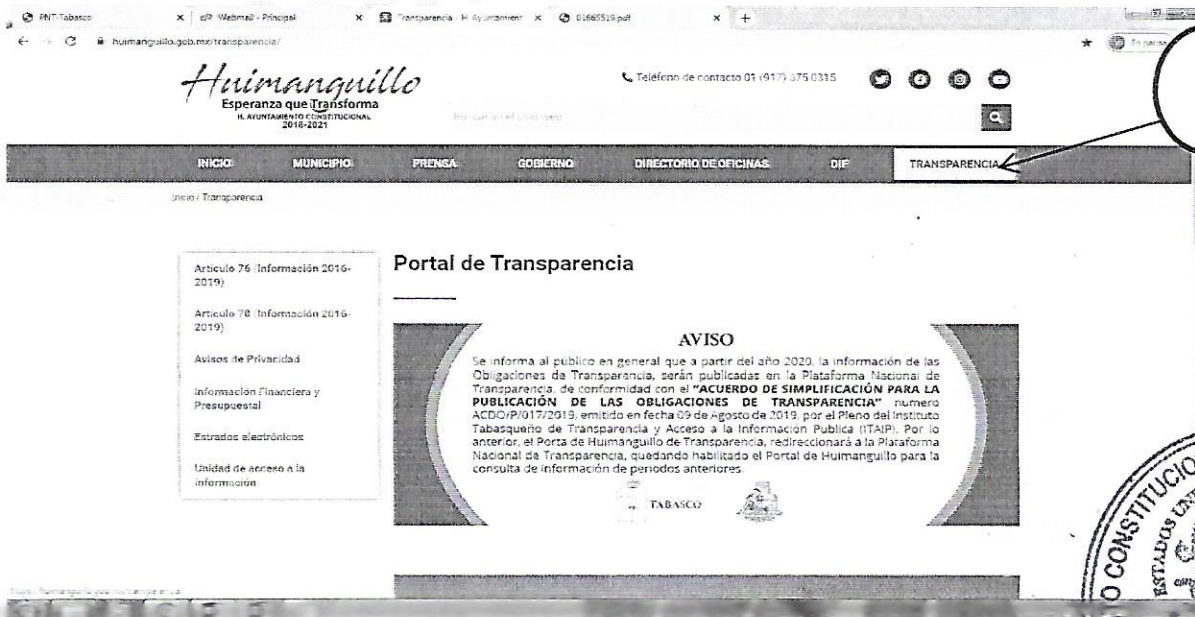 PNT-Tabasco
Webmail - Principal
Transparencia - H. Ayuntamient
01665519.pdf
huimanguillo.gob.mx/transparencia/
En pausa
Huimanguillo
Esperanza que Transforma
H. AYUNTAMIENTO CONSTITUCIONAL
2018-2021
Teléfono de contacto 01 (917) 375 0315
INICIO MUNICIPIO PRENSA GOBIERNO DIRECTORIO DE OFICINAS DIF TRANSPARENCIA
Inicio / Transparencia
Artículo 76 (Información 2016-
2019)
Artículo 78 (Información 2016-
2019)
Avisos de Privacidad
Información Financiera y
Presupuestal
Estrados electrónicos
Unidad de acceso a la
información
Portal de Transparencia
AVISO
Se informa al público en general que a partir del año 2020, la información de las
Obligaciones de Transparencia, serán publicadas en la Plataforma Nacional de
Transparencia, de conformidad con el "ACUERDO DE SIMPLIFICACIÓN PARA LA
PUBLICACIÓN DE LAS OBLIGACIONES DE TRANSPARENCIA" numero
ACDO/P/017/2019, emitido en fecha 09 de Agosto de 2019, por el Pleno del Instituto
Tabasqueño de Transparencia y Acceso a la Información Publica (ITAIP). Por lo
anterior, el Porta de Huimanguillo de Transparencia, redireccionará a la Plataforma
Nacional de Transparencia, quedando habilitado el Portal de Huimanguillo para la
consulta de información de periodos anteriores.
TABASCO
O CONSTITUCIO
ESTADOS UNI